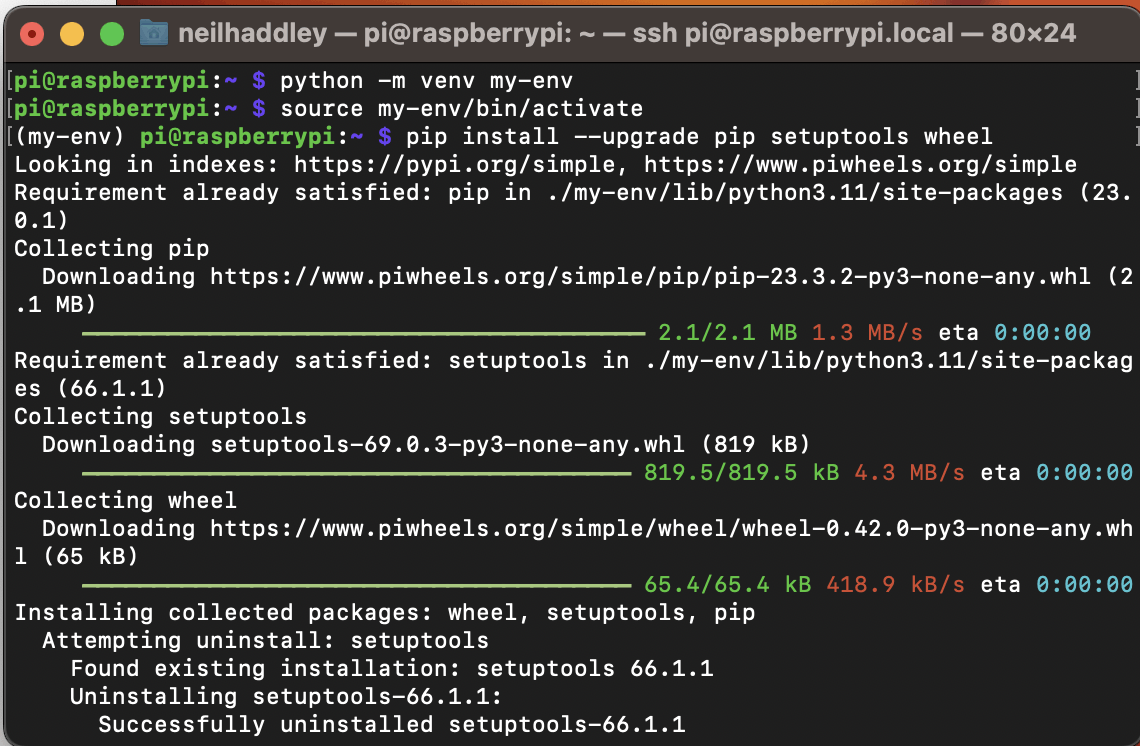 neilhaddley — pi@raspberrypi: ~ — ssh pi@raspberrypi.local — 80×24
[pi@raspberrypi:~ $ python -m venv my-env ]
[pi@raspberrypi:~ $ source my-env/bin/activate ]
[(my-env) pi@raspberrypi:~ $ pip install --upgrade pip setuptools wheel ]
Looking in indexes: https://pypi.org/simple, https://www.piwheels.org/simple
Requirement already satisfied: pip in ./my-env/lib/python3.11/site-packages (23.
0.1)
Collecting pip
  Downloading https://www.piwheels.org/simple/pip/pip-23.3.2-py3-none-any.whl (2
.1 MB)
2.1/2.1 MB 1.3 MB/s eta 0:00:00
Requirement already satisfied: setuptools in ./my-env/lib/python3.11/site-packag
es (66.1.1)
Collecting setuptools
  Downloading setuptools-69.0.3-py3-none-any.whl (819 kB)
819.5/819.5 kB 4.3 MB/s eta 0:00:00
Collecting wheel
  Downloading https://www.piwheels.org/simple/wheel/wheel-0.42.0-py3-none-any.wh
l (65 kB)
65.4/65.4 kB 418.9 kB/s eta 0:00:00
Installing collected packages: wheel, setuptools, pip
  Attempting uninstall: setuptools
    Found existing installation: setuptools 66.1.1
    Uninstalling setuptools-66.1.1:
      Successfully uninstalled setuptools-66.1.1